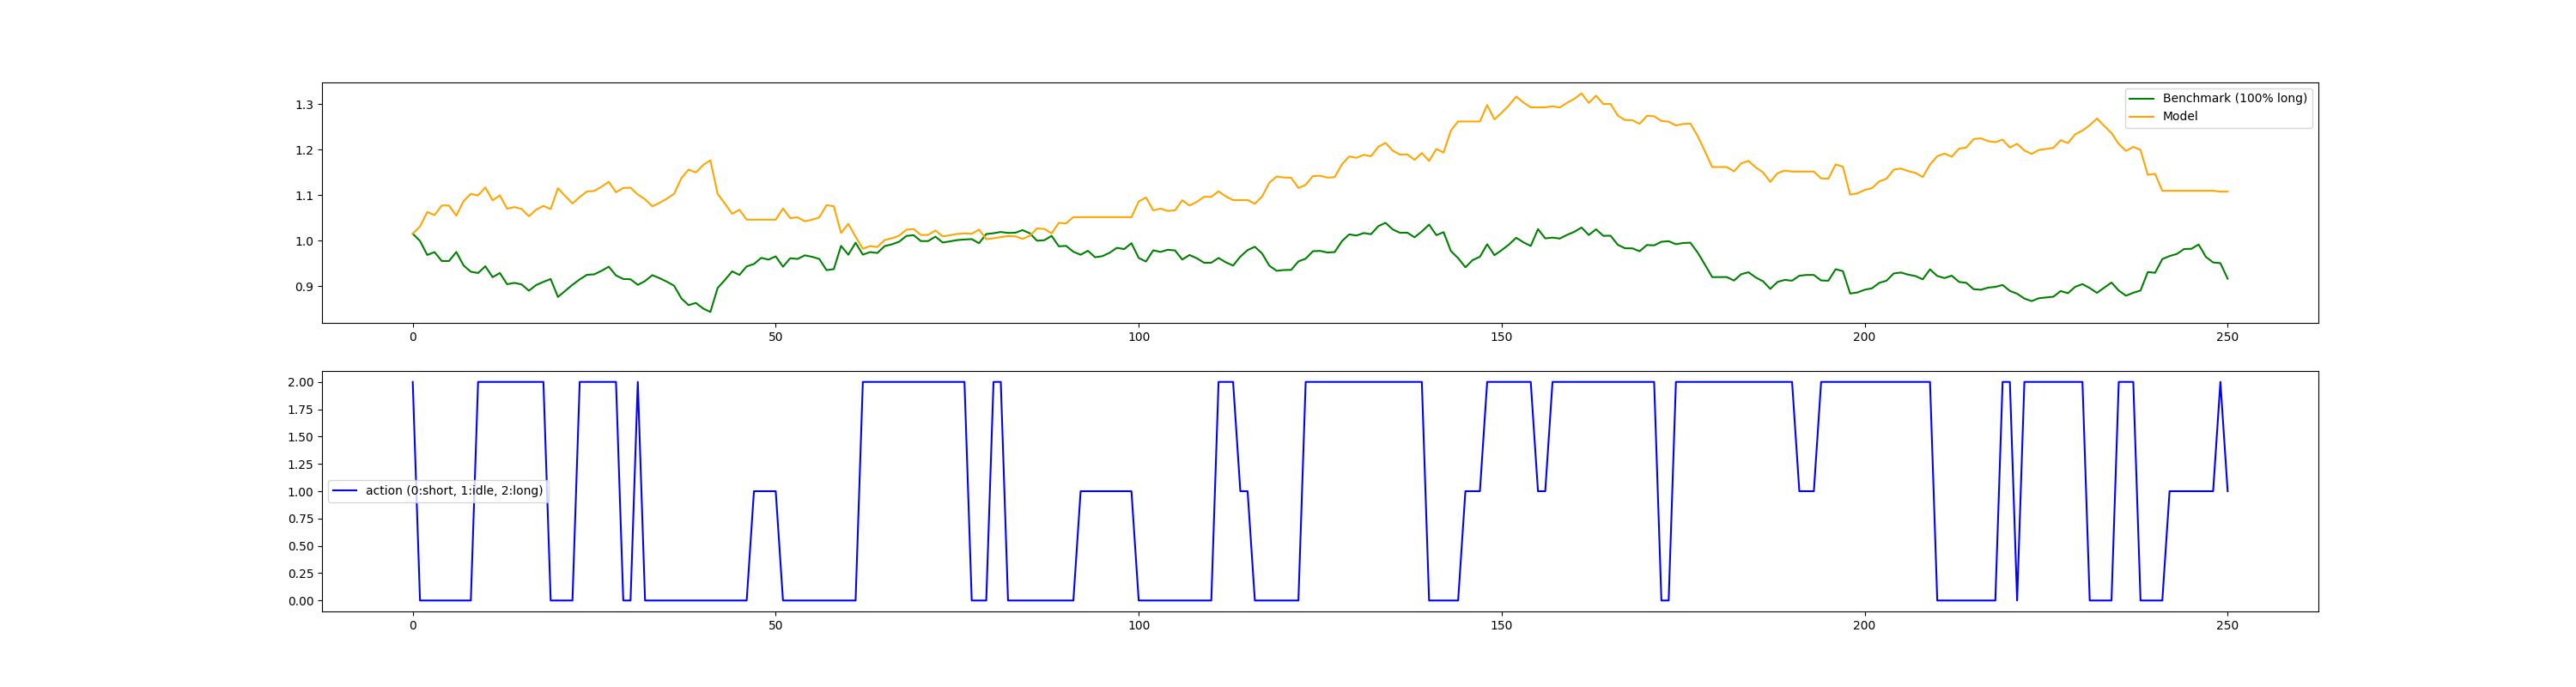 1.3
1.2
1.1
1.0
0.9
Benchmark (100% long)
Model
0 50 100 150 200 250
2.00
1.75
1.50
1.25
1.00
0.75
0.50
0.25
0.00
action (0:short, 1:idle, 2:long)
0 50 100 150 200 250